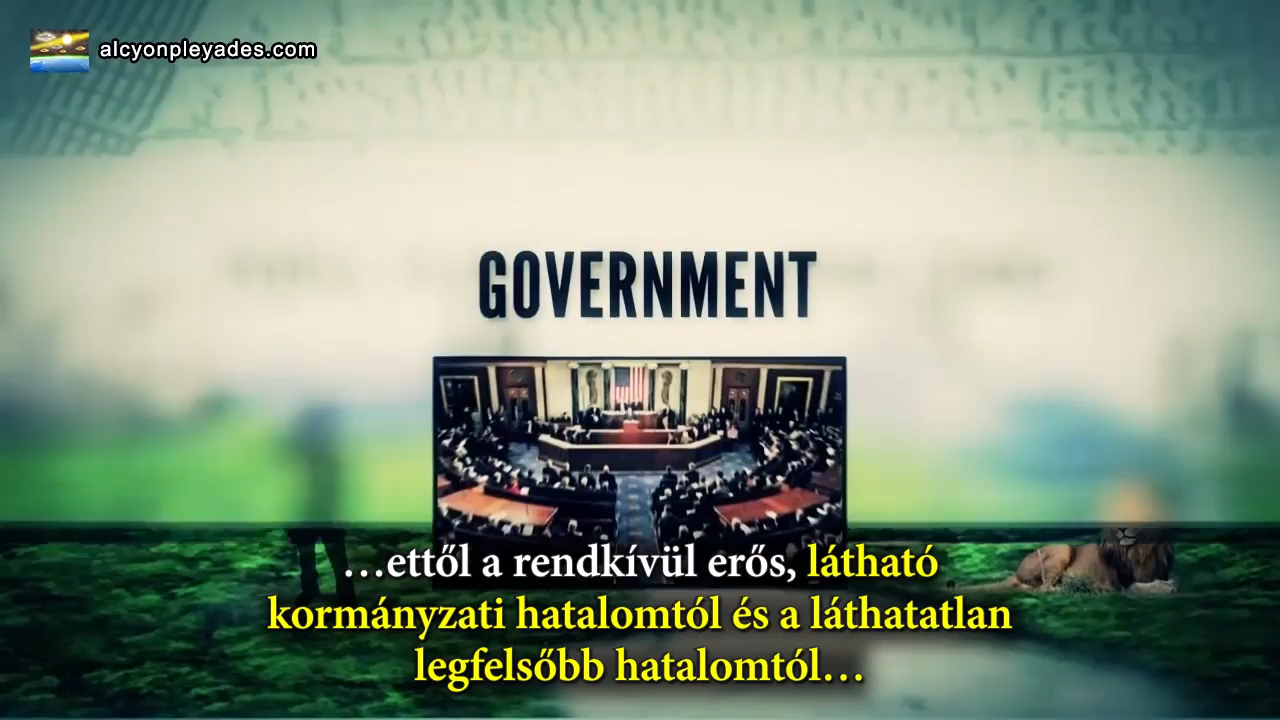 alcyonpleyades.com
GOVERNMENT
…ettől a rendkívül erős, látható
kormányzati hatalomtól és a láthatatlan
legfelsőbb hatalomtól…